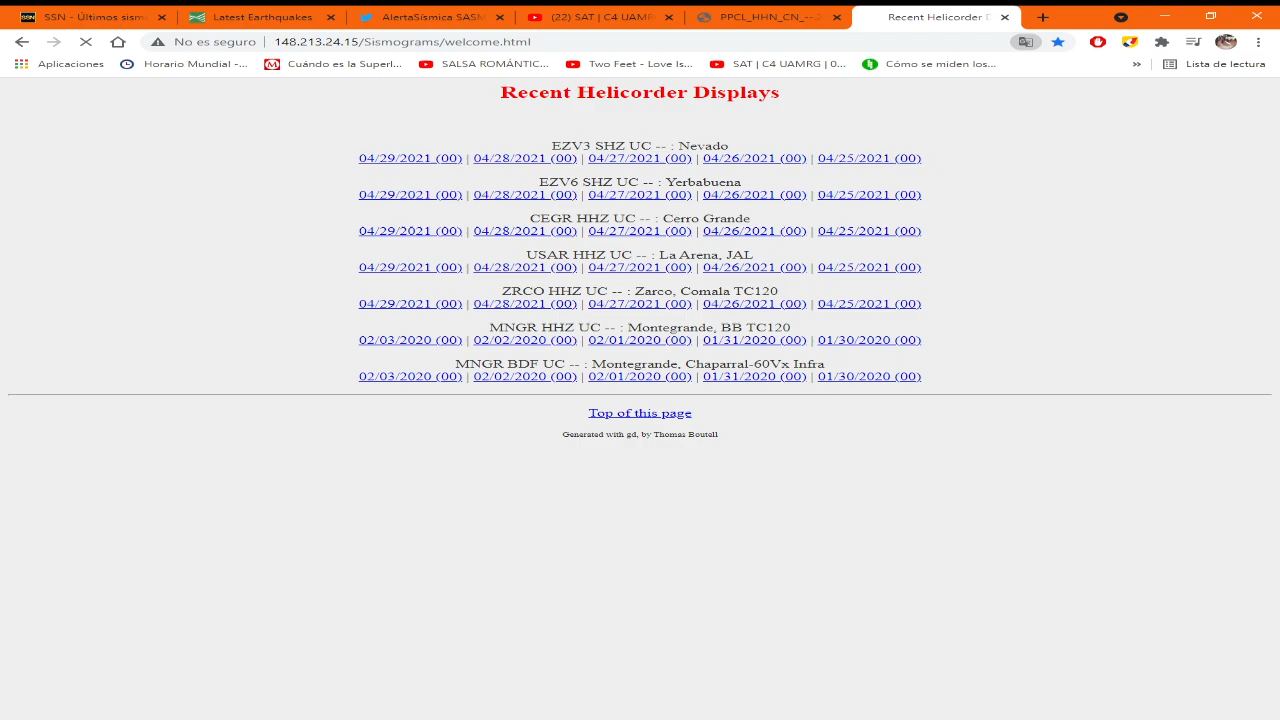 SSN - Últimos sism
Latest Earthquakes
AlertaSísmica SASM
(22) SAT | C4 UAMRG
PPCL_HHN_CN_--.2
Recent Helicorder D
No es seguro | 148.213.24.15/Sismograms/welcome.html
Aplicaciones
Horario Mundial -...
Cuándo es la Superl...
SALSA ROMÁNTIC...
Two Feet - Love Is...
SAT | C4 UAMRG | 0...
Cómo se miden los...
»
Lista de lectura
Recent Helicorder Displays
EZV3 SHZ UC -- : Nevado
04/29/2021 (00) | 04/28/2021 (00) | 04/27/2021 (00) | 04/26/2021 (00) | 04/25/2021 (00)
EZV6 SHZ UC -- : Yerbabuena
04/29/2021 (00) | 04/28/2021 (00) | 04/27/2021 (00) | 04/26/2021 (00) | 04/25/2021 (00)
CEGR HHZ UC -- : Cerro Grande
04/29/2021 (00) | 04/28/2021 (00) | 04/27/2021 (00) | 04/26/2021 (00) | 04/25/2021 (00)
USAR HHZ UC -- : La Arena, JAL
04/29/2021 (00) | 04/28/2021 (00) | 04/27/2021 (00) | 04/26/2021 (00) | 04/25/2021 (00)
ZRCO HHZ UC -- : Zarco, Comala TC120
04/29/2021 (00) | 04/28/2021 (00) | 04/27/2021 (00) | 04/26/2021 (00) | 04/25/2021 (00)
MNGR HHZ UC -- : Montegrande, BB TC120
02/03/2020 (00) | 02/02/2020 (00) | 02/01/2020 (00) | 01/31/2020 (00) | 01/30/2020 (00)
MNGR BDF UC -- : Montegrande, Chaparral-60Vx Infra
02/03/2020 (00) | 02/02/2020 (00) | 02/01/2020 (00) | 01/31/2020 (00) | 01/30/2020 (00)
Top of this page
Generated with gd, by Thomas Boutell